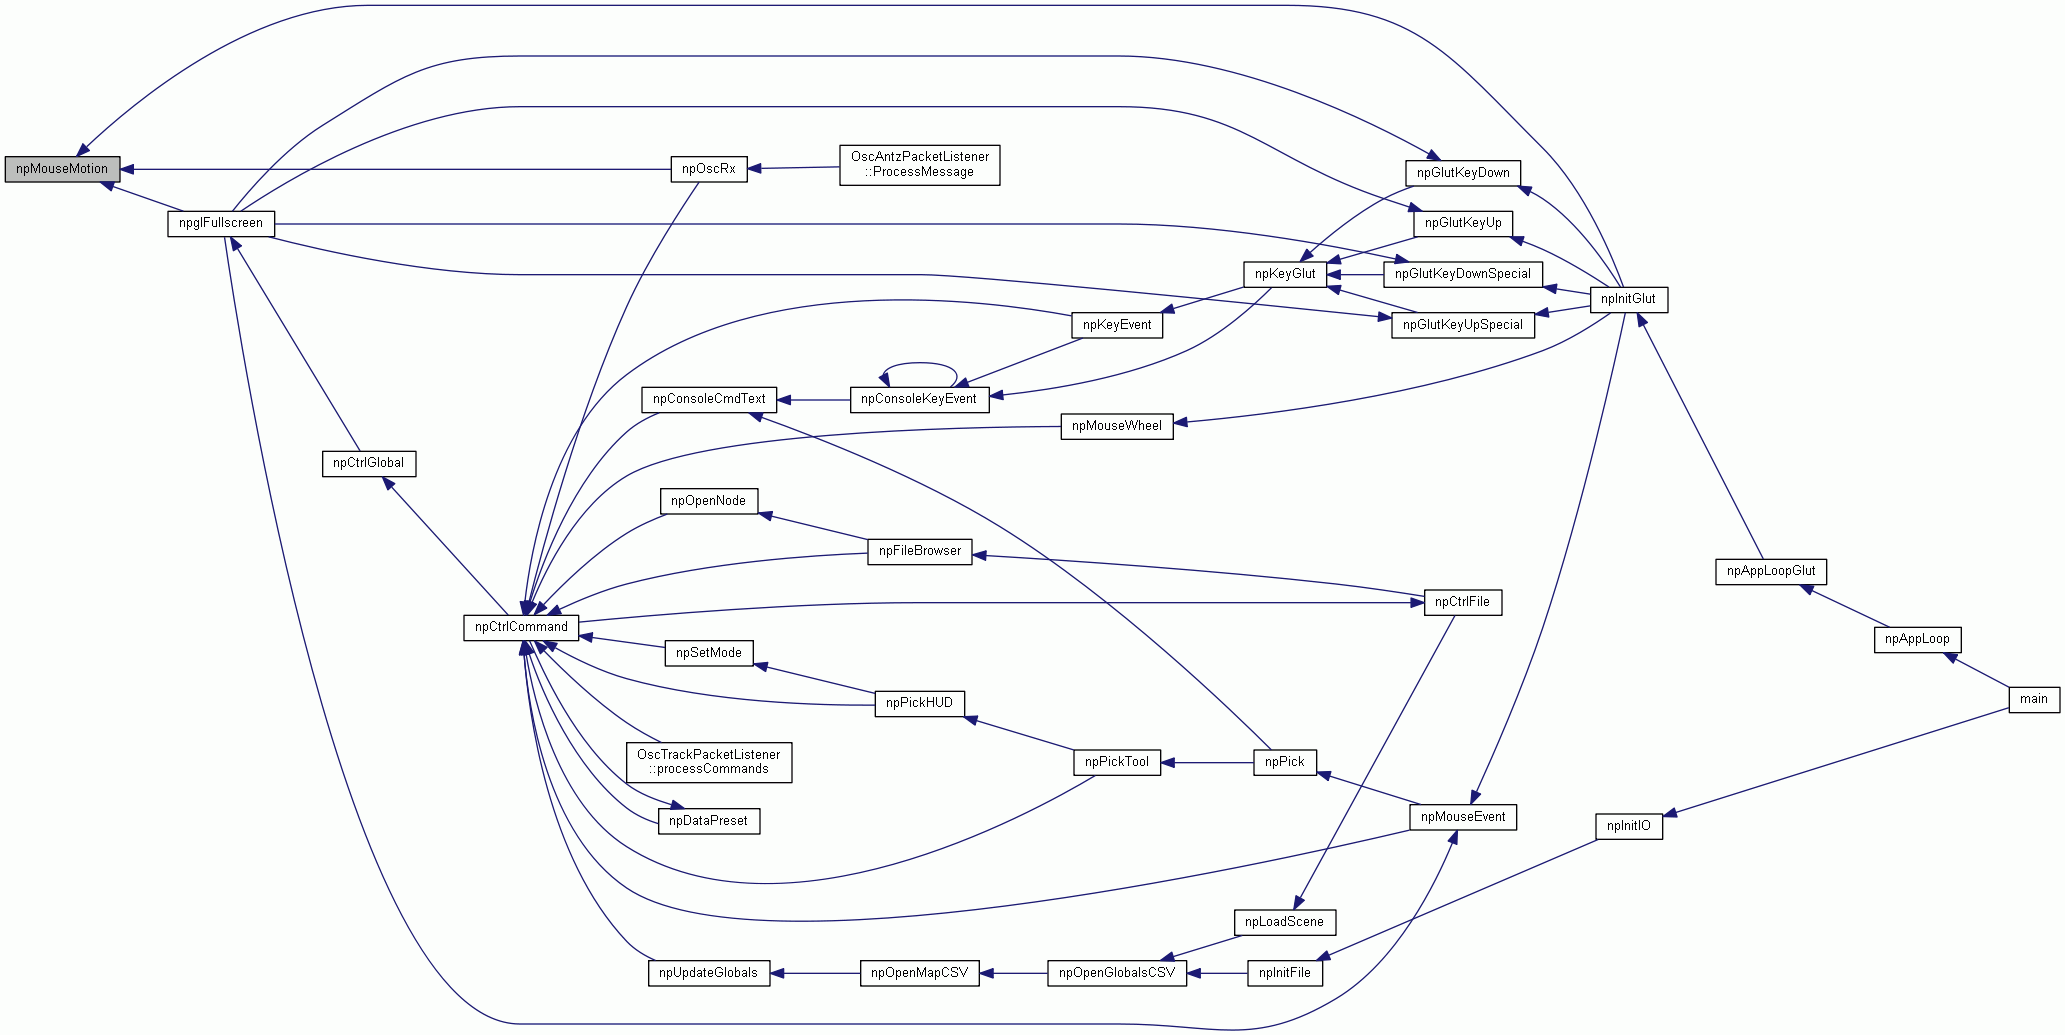 npMouseMotion
npOscRx
OscAntzPacketListener
::ProcessMessage
npGlutKeyDown
npglFullscreen
npGlutKeyUp
npKeyGlut
npGlutKeyDownSpecial
npInitGlut
npKeyEvent
npGlutKeyUpSpecial
npConsoleCmdText
npConsoleKeyEvent
npMouseWheel
npCtrlGlobal
npOpenNode
npFileBrowser
npAppLoopGlut
npCtrlFile
npCtrlCommand
npAppLoop
npSetMode
npPickHUD
main
OscTrackPacketListener
::processCommands
npPickTool
npPick
npDataPreset
npMouseEvent
npInitIO
npLoadScene
npUpdateGlobals
npOpenMapCSV
npOpenGlobalsCSV
npInitFile